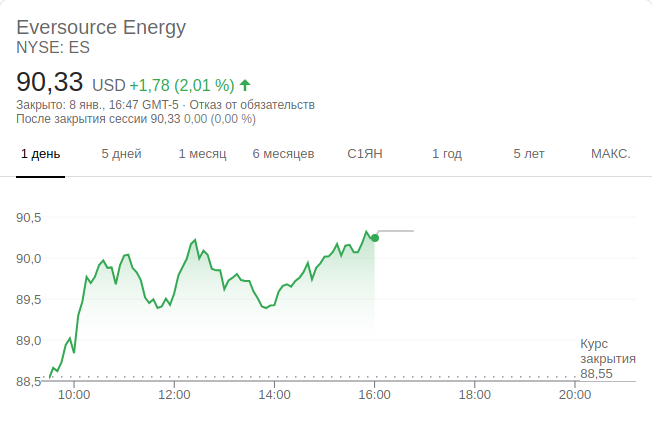 Eversource Energy
NYSE: ES
90,33 USD +1,78 (2,01 %)
Закрыто: 8 янв., 16:47 GMT-5 · Отказ от обязательств
После закрытия сессии 90,33 0,00 (0,00 %)
1 день 5 дней 1 месяц 6 месяцев С1ЯН 1 год 5 лет МАКС.
90,5
90,0
89,5
89,0
Курс
закрытия
88,55
88,5
10:00 12:00 14:00 16:00 18:00 20:00